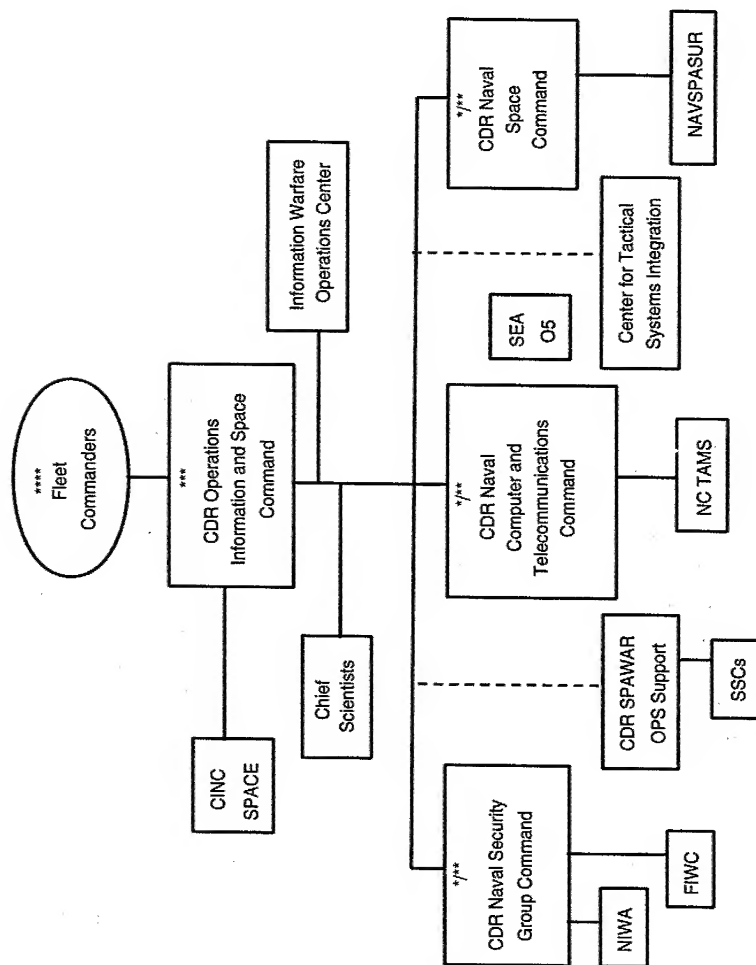 ****
Fleet
Commanders
***
CDR Operations
Information and Space
Command
CINC
SPACE
Information Warfare
Operations Center
Chief
Scientists
*/**
CDR Naval Security
Group Command
*/**
CDR Naval
Computer and
Telecommunications
Command
*/**
CDR Naval
Space
Command
SEA
O5
CDR SPAWAR
OPS Support
Center for Tactical
Systems Integration
NIWA
FIWC
SSCs
NC TAMS
NAVSPASUR